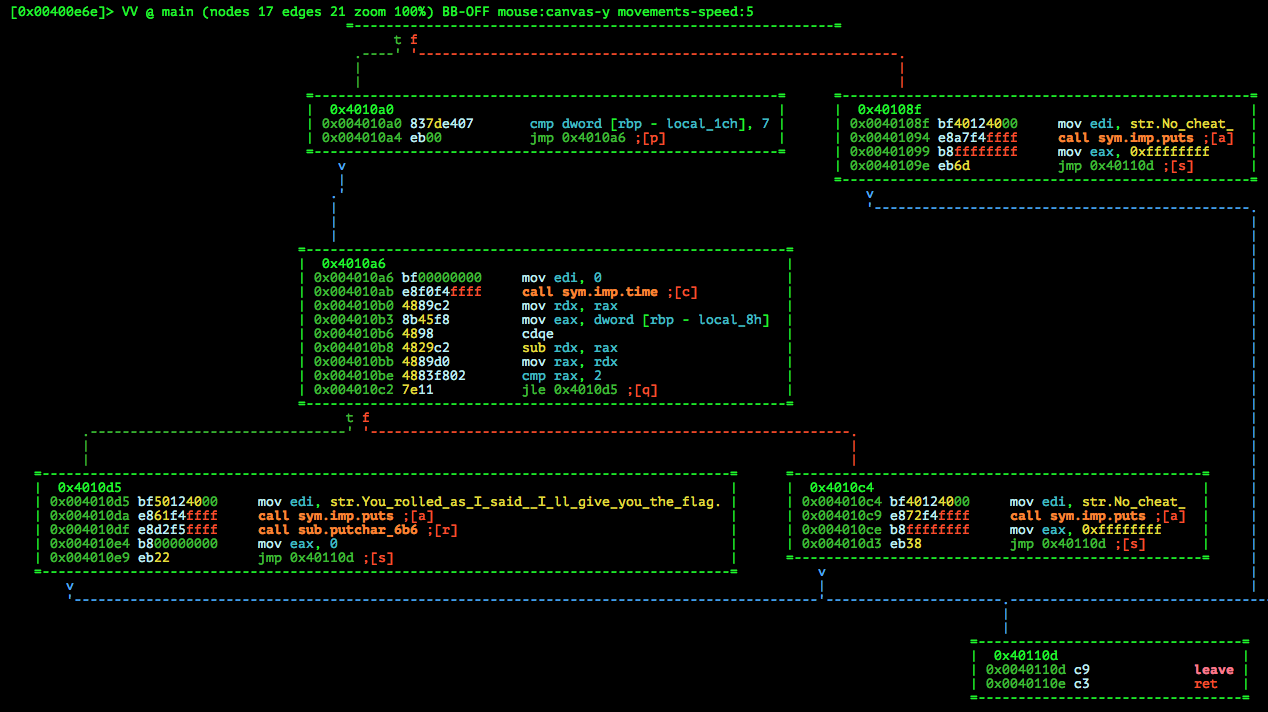 [0x00400e6e]> VV @ main (nodes 17 edges 21 zoom 100%) BB-OFF mouse:canvas-y movements-speed:5
t f
0x4010a0
0x004010a0 837de407 cmp dword [rbp - local_1ch], 7
0x004010a4 eb00 jmp 0x4010a6 ;[p]
0x40108f
0x0040108f bf40124000 mov edi, str.No_cheat_
0x00401094 e8a7f4ffff call sym.imp.puts ;[a]
0x00401099 b8ffffffff mov eax, 0xffffffff
0x0040109e eb6d jmp 0x40110d ;[s]
v
v
0x4010a6
0x004010a6 bf00000000 mov edi, 0
0x004010ab e8f0f4ffff call sym.imp.time ;[c]
0x004010b0 4889c2 mov rdx, rax
0x004010b3 8b45f8 mov eax, dword [rbp - local_8h]
0x004010b6 4898 cdqe
0x004010b8 4829c2 sub rdx, rax
0x004010bb 4889d0 mov rax, rdx
0x004010be 4883f802 cmp rax, 2
0x004010c2 7e11 jle 0x4010d5 ;[q]
t f
0x4010d5
0x004010d5 bf50124000 mov edi, str.You_rolled_as_I_said__I_ll_give_you_the_flag.
0x004010da e861f4ffff call sym.imp.puts ;[a]
0x004010df e8d2f5ffff call sub.putchar_6b6 ;[r]
0x004010e4 b800000000 mov eax, 0
0x004010e9 eb22 jmp 0x40110d ;[s]
0x4010c4
0x004010c4 bf40124000 mov edi, str.No_cheat_
0x004010c9 e872f4ffff call sym.imp.puts ;[a]
0x004010ce b8ffffffff mov eax, 0xffffffff
0x004010d3 eb38 jmp 0x40110d ;[s]
v
v
0x40110d
0x0040110d c9 leave
0x0040110e c3 ret